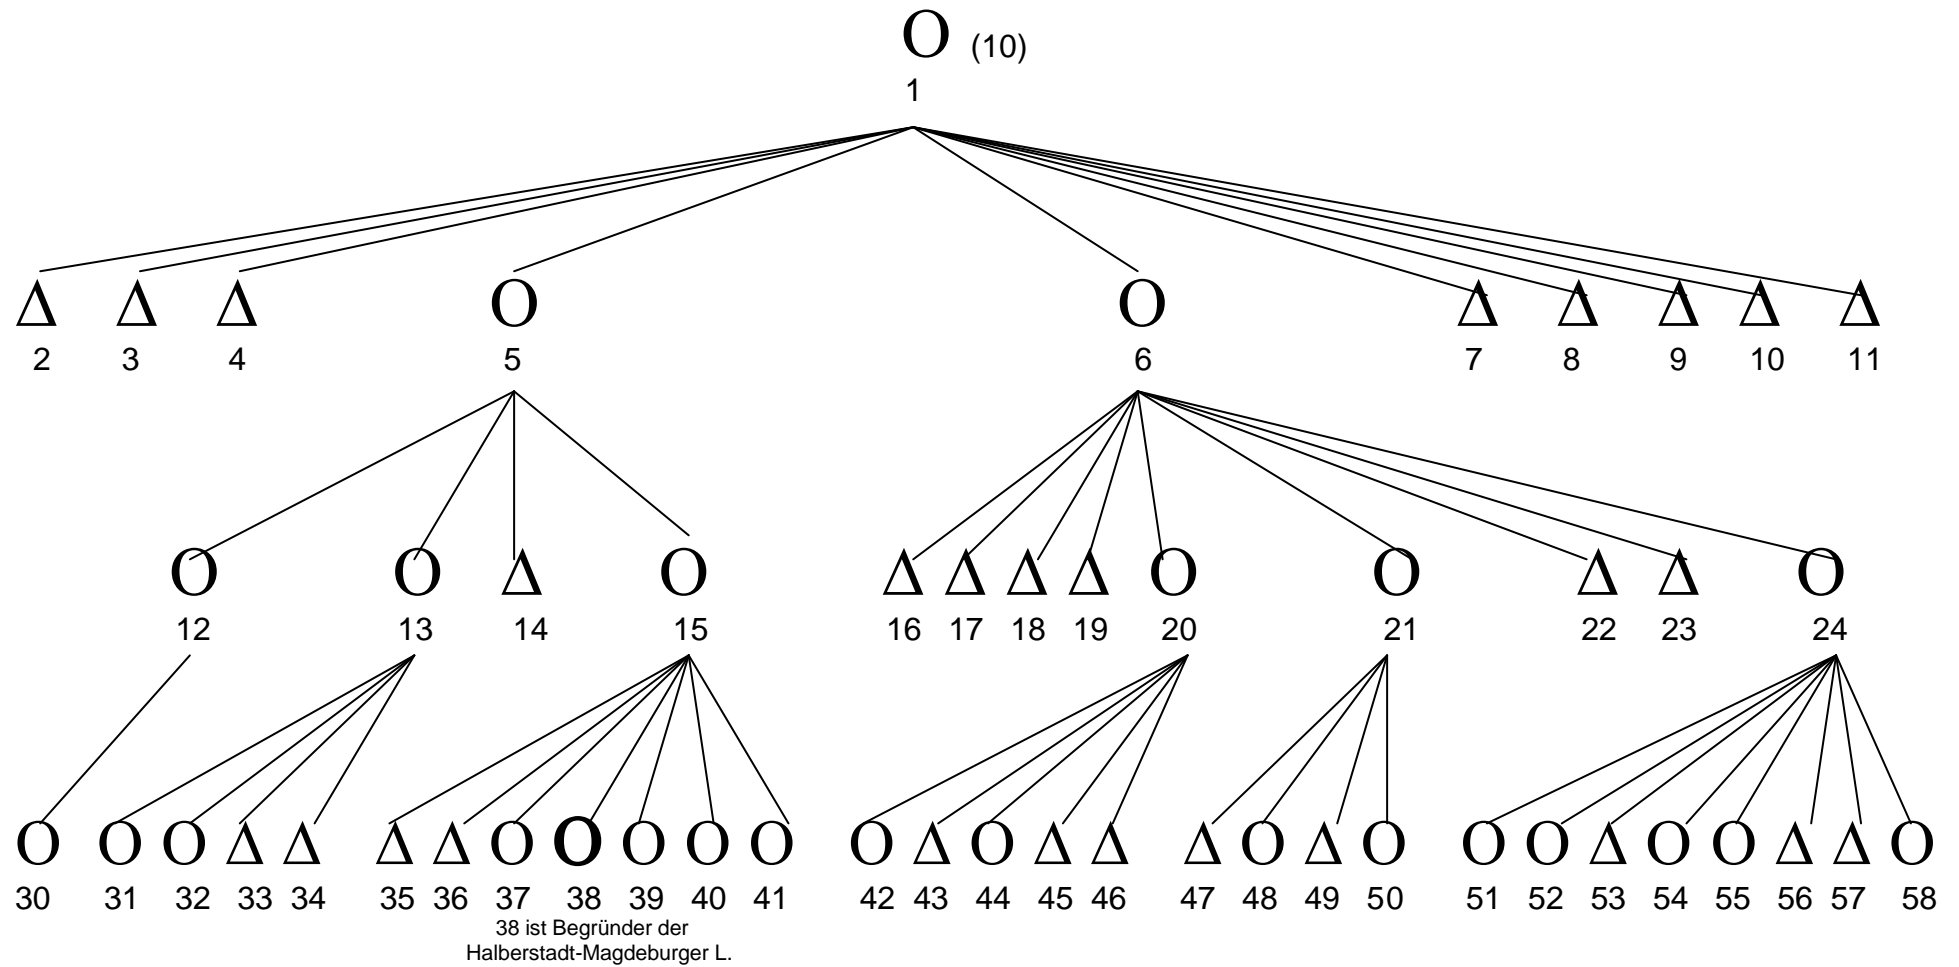 O (10)
1
Δ Δ Δ O O Δ Δ Δ Δ Δ
2 3 4 5 6 7 8 9 10 11
O O Δ O Δ Δ Δ Δ O O Δ Δ O
12 13 14 15 16 17 18 19 20 21 22 23 24
O O O Δ Δ Δ Δ O O O O O O Δ O Δ Δ Δ O Δ O O O Δ O O Δ Δ O
30 31 32 33 34 35 36 37 38 39 40 41 42 43 44 45 46 47 48 49 50 51 52 53 54 55 56 57 58
38 ist Begründer der
Halberstadt-Magdeburger L.